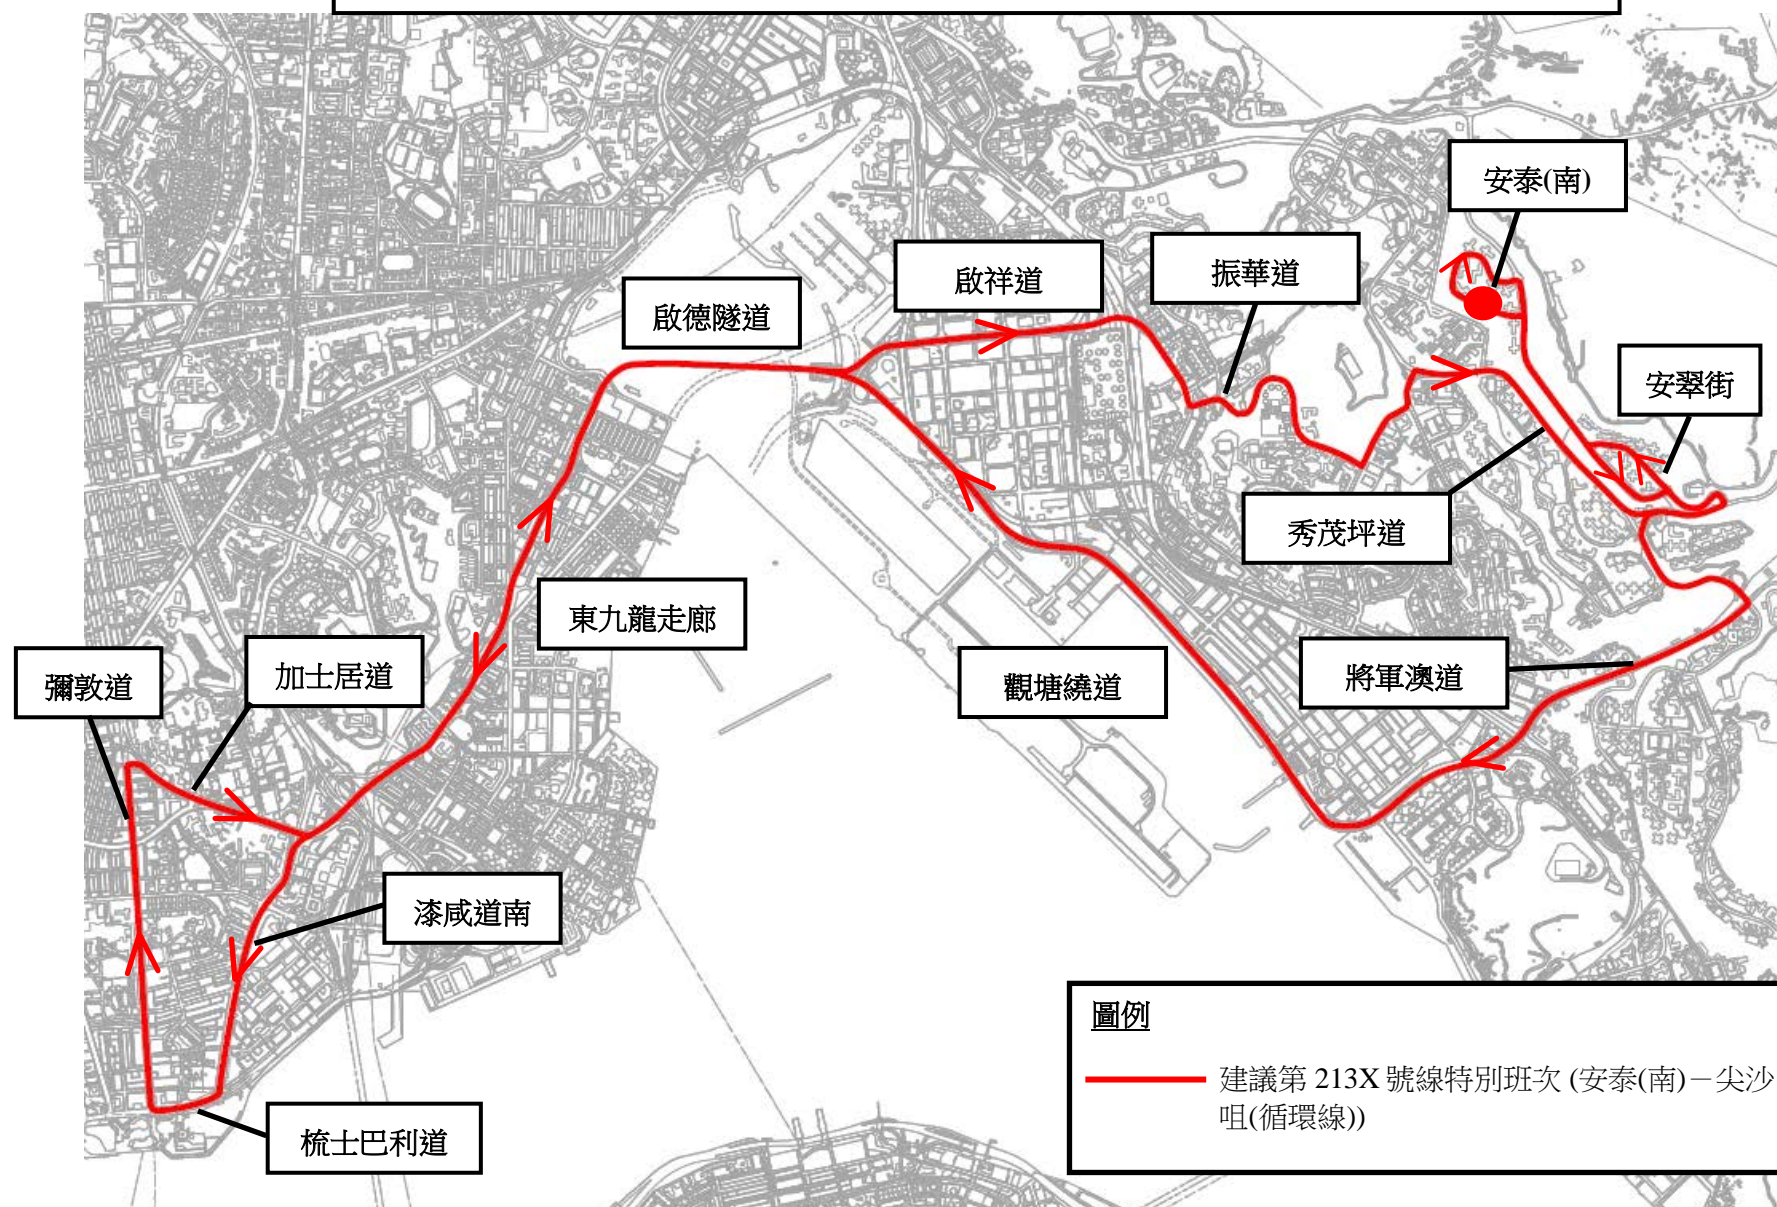 安泰(南)
啟祥道
振華道
啟德隧道
安翠街
秀茂坪道
東九龍走廊
加士居道
彌敦道
觀塘繞道
將軍澳道
漆咸道南
梳士巴利道
圖例
建議第 213X 號線特別班次 (安泰(南)－尖沙
咀(循環線))